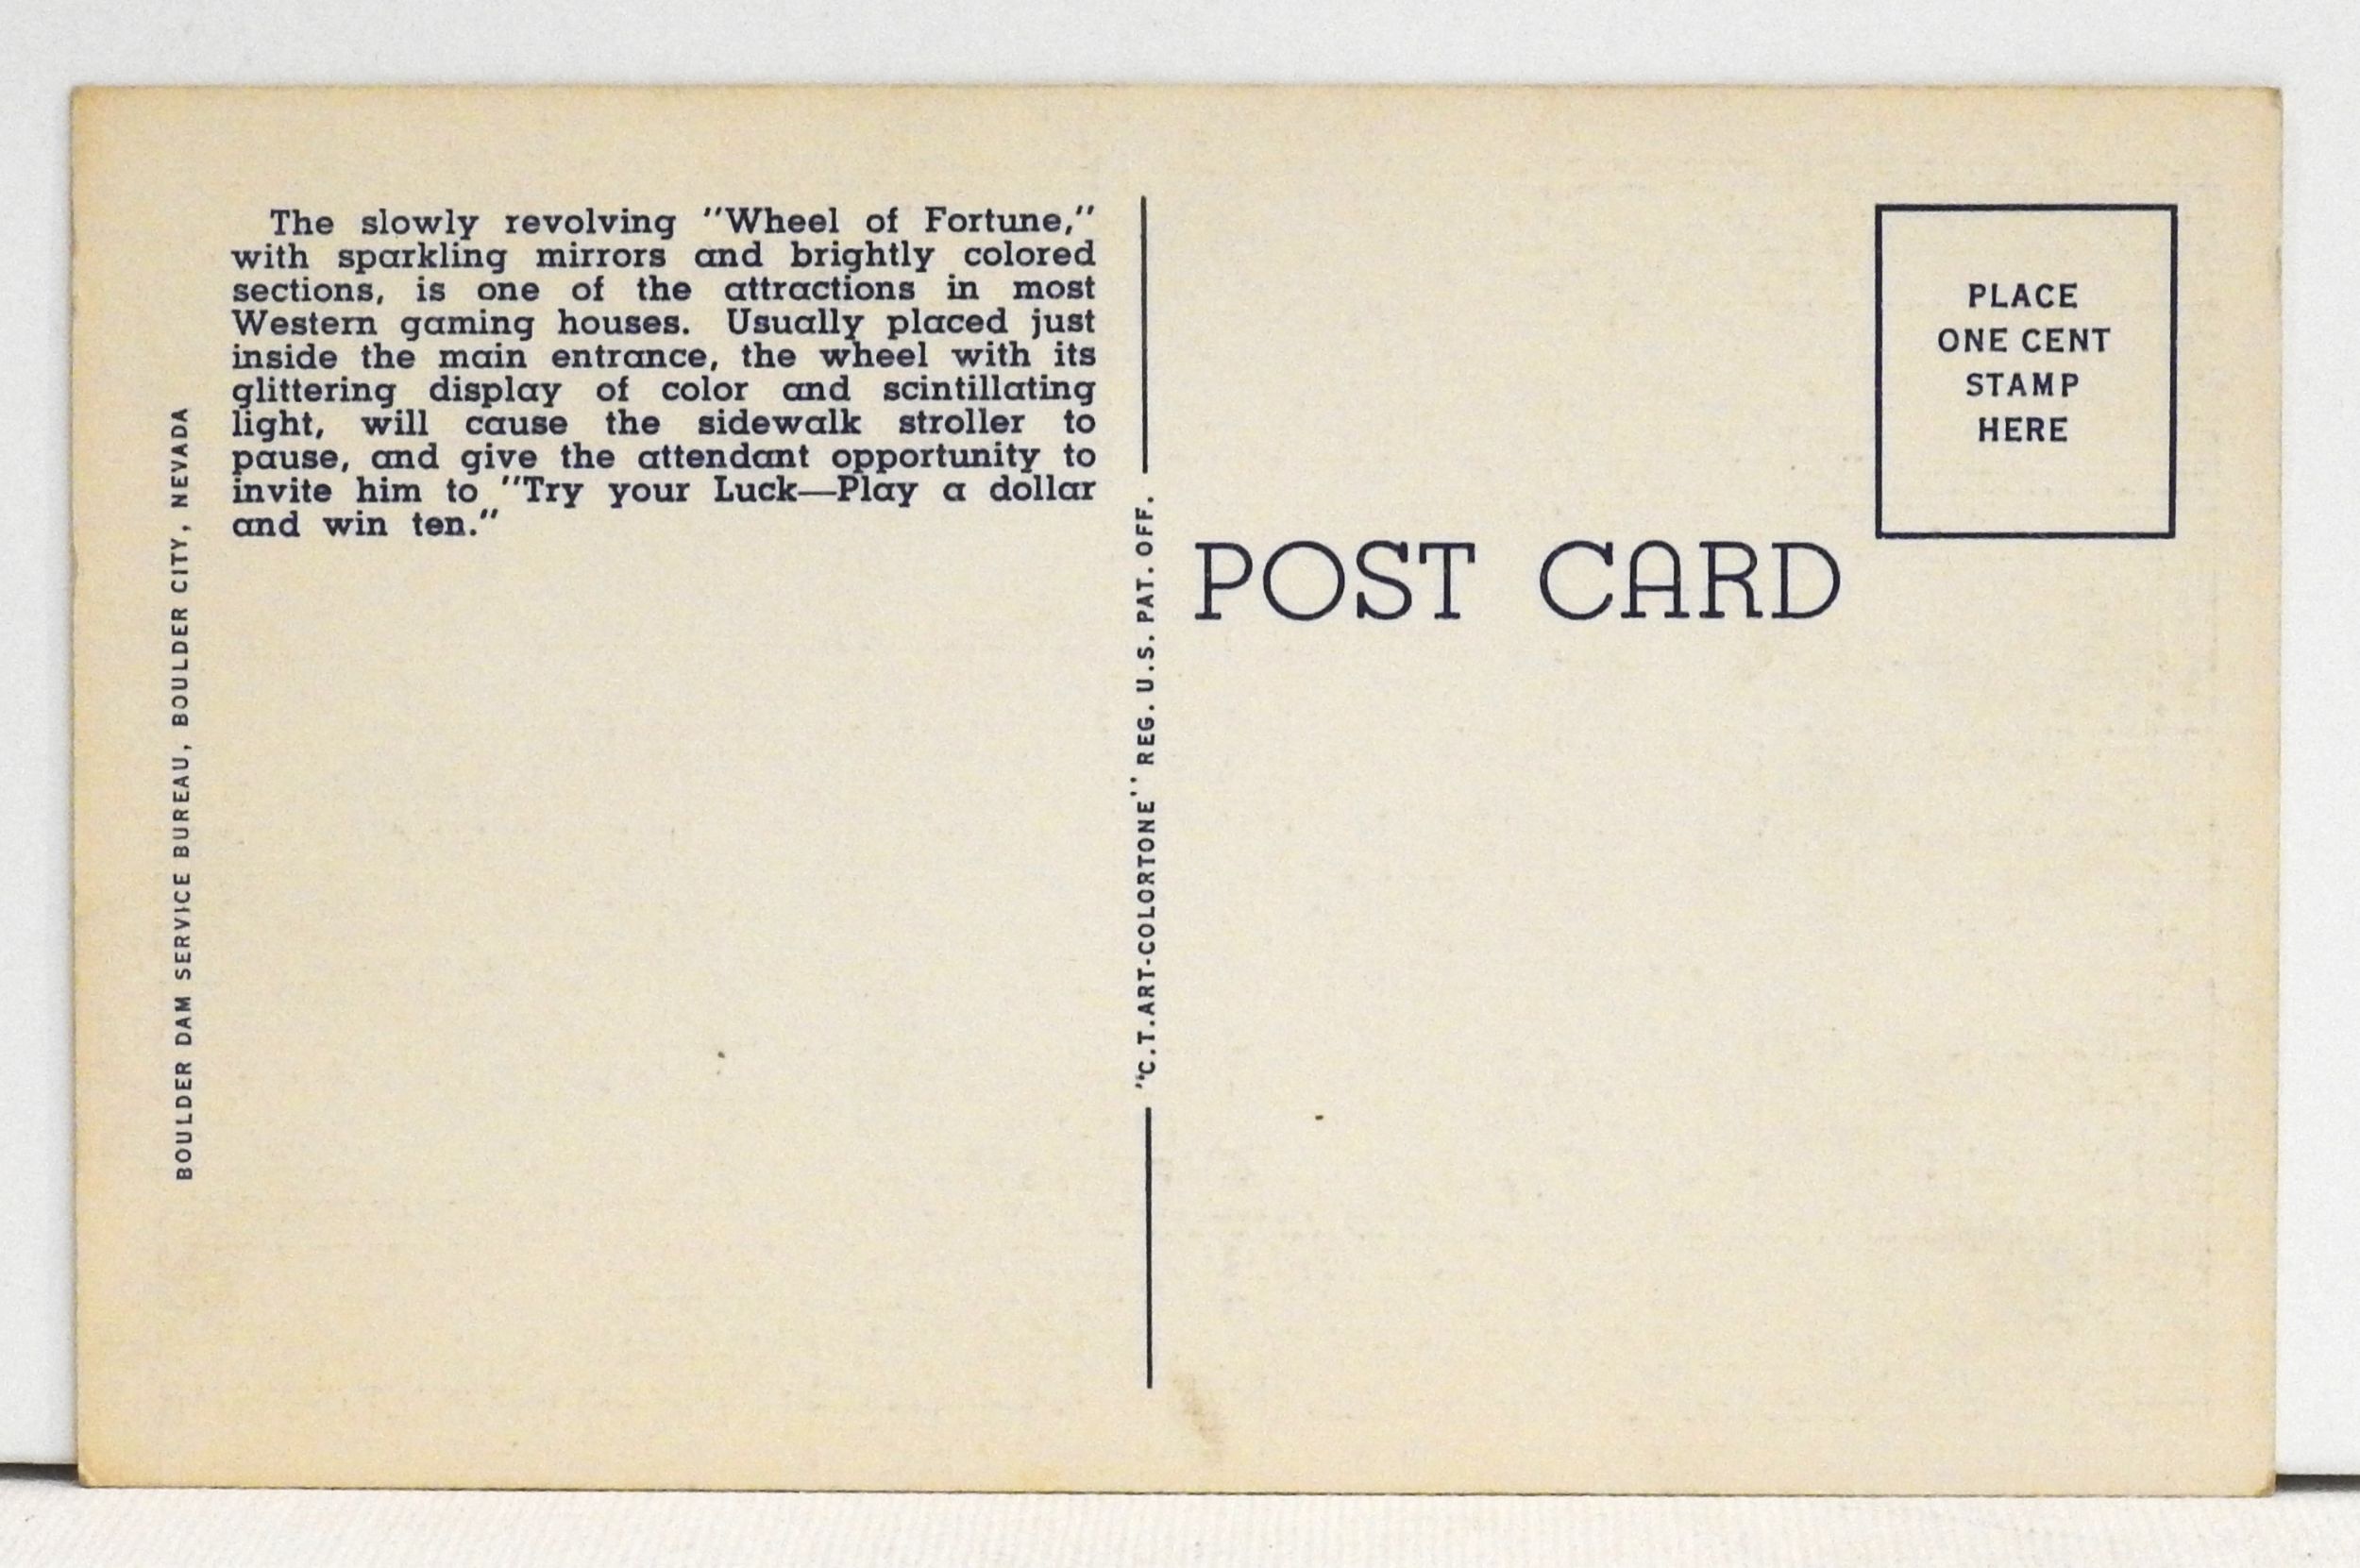 The slowly revolving "Wheel of Fortune,"
with sparkling mirrors and brightly colored
sections, is one of the attractions in most
Western gaming houses. Usually placed just
inside the main entrance, the wheel with its
glittering display of color and scintillating
light, will cause the sidewalk stroller to
pause, and give the attendant opportunity to
invite him to "Try your Luck—Play a dollar
and win ten."
BOULDER DAM SERVICE BUREAU, BOULDER CITY, NEVADA
"C.T.ART-COLORTONE" REG. U.S. PAT. OFF.
POST CARD
PLACE
ONE CENT
STAMP
HERE